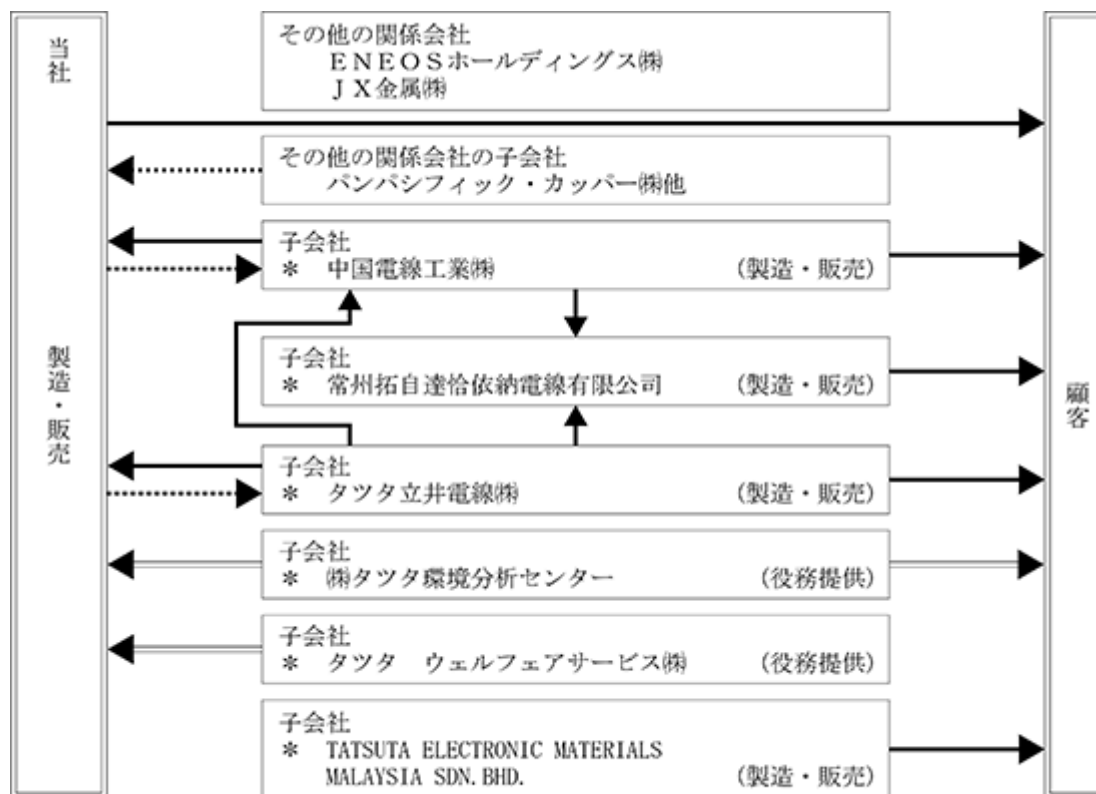 当社
製造・販売
その他の関係会社
ENEOSホールディングス㈱
JX金属㈱
その他の関係会社の子会社
パンパシフィック・カッパー㈱他
子会社
* 中国電線工業㈱ (製造・販売)
子会社
* 常州拓自達恰依納電線有限公司 (製造・販売)
子会社
* タツタ立井電線㈱ (製造・販売)
子会社
* ㈱タツタ環境分析センター (役務提供)
子会社
* タツタ ウェルフェアサービス㈱ (役務提供)
子会社
* TATSUTA ELECTRONIC MATERIALS
MALAYSIA SDN.BHD. (製造・販売)
顧客